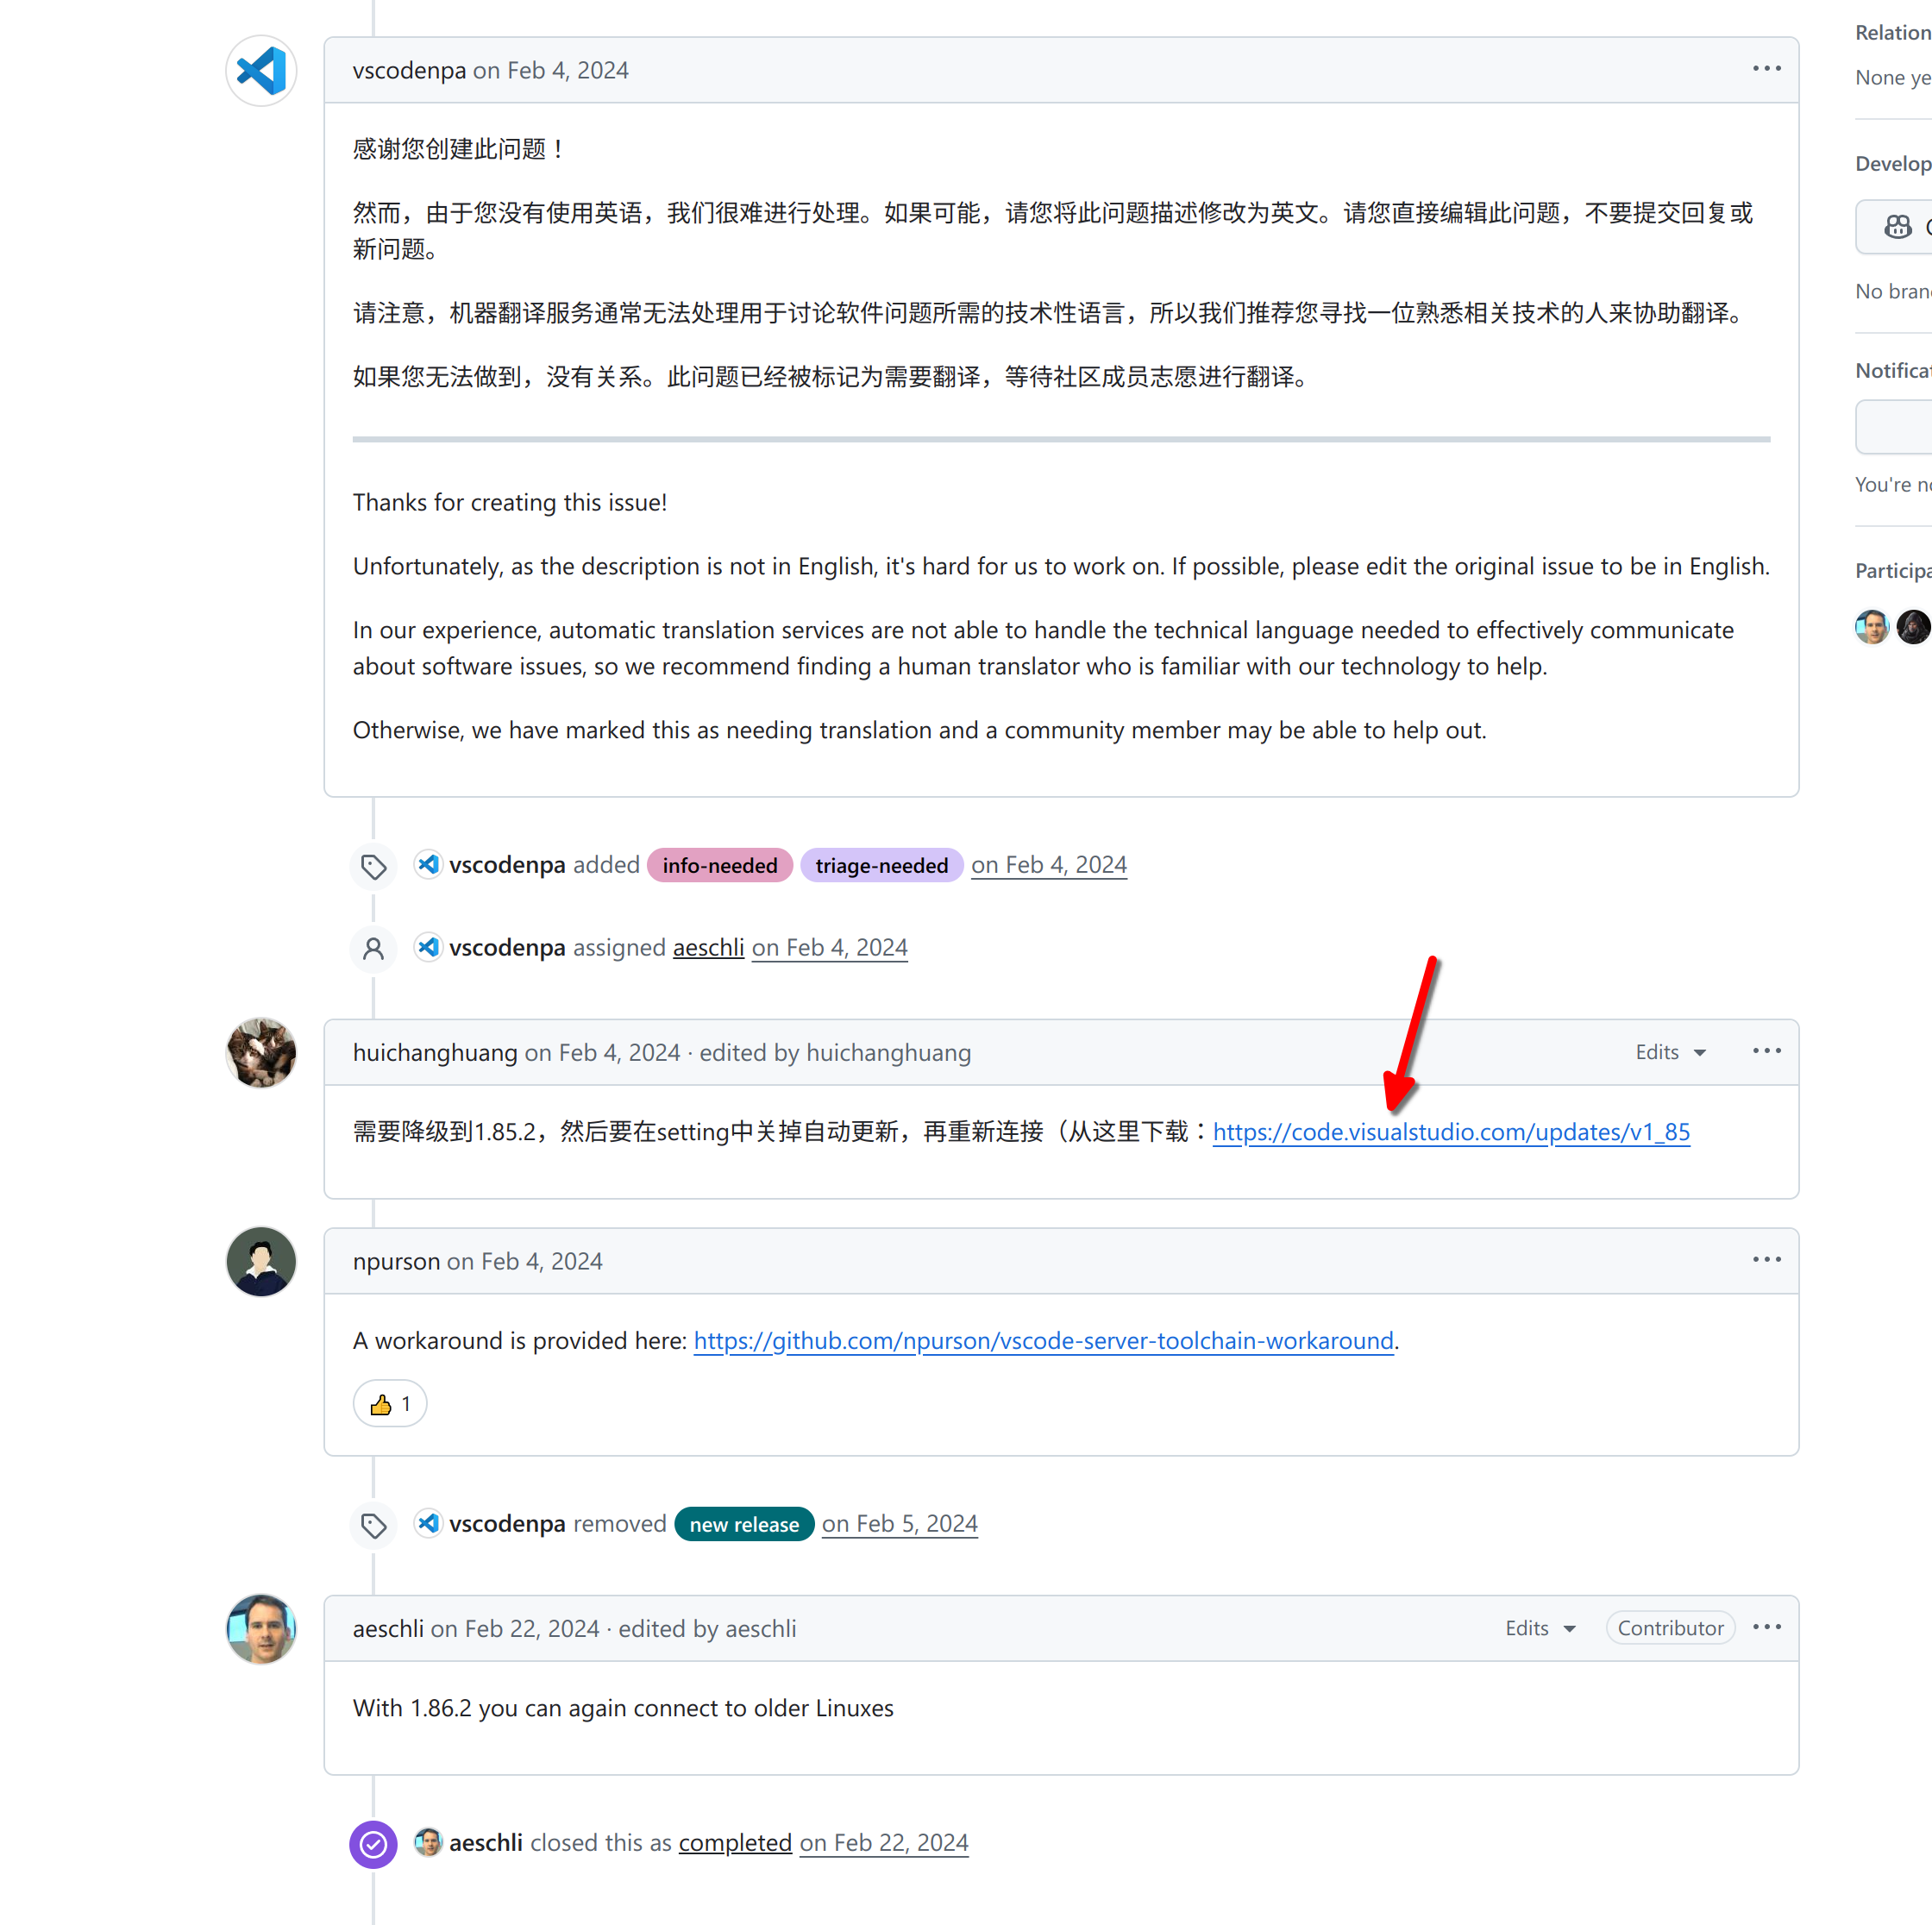 vscodenpa on Feb 4, 2024
感谢您创建此问题！
然而，由于您没有使用英语，我们很难进行处理。如果可能，请您将此问题描述修改为英文。请您直接编辑此问题，不要提交回复或
新问题。
请注意，机器翻译服务通常无法处理用于讨论软件问题所需的技术性语言，所以我们推荐您寻找一位熟悉相关技术的人来协助翻译。
如果您无法做到，没有关系。此问题已经被标记为需要翻译，等待社区成员志愿进行翻译。
Thanks for creating this issue!
Unfortunately, as the description is not in English, it's hard for us to work on. If possible, please edit the original issue to be in English.
In our experience, automatic translation services are not able to handle the technical language needed to effectively communicate
about software issues, so we recommend finding a human translator who is familiar with our technology to help.
Otherwise, we have marked this as needing translation and a community member may be able to help out.
vscodenpa added info-needed triage-needed on Feb 4, 2024
vscodenpa assigned aeschli on Feb 4, 2024
huichanghuang on Feb 4, 2024 · edited by huichanghuang Edits
需要降级到1.85.2，然后要在setting中关掉自动更新，再重新连接（从这里下载：https://code.visualstudio.com/updates/v1_85
npurson on Feb 4, 2024
A workaround is provided here: https://github.com/npurson/vscode-server-toolchain-workaround.
👍 1
vscodenpa removed new release on Feb 5, 2024
aeschli on Feb 22, 2024 · edited by aeschli Edits Contributor
With 1.86.2 you can again connect to older Linuxes
aeschli closed this as completed on Feb 22, 2024
Relation
None ye
Develop
No bran
Notifica
You're n
Participa